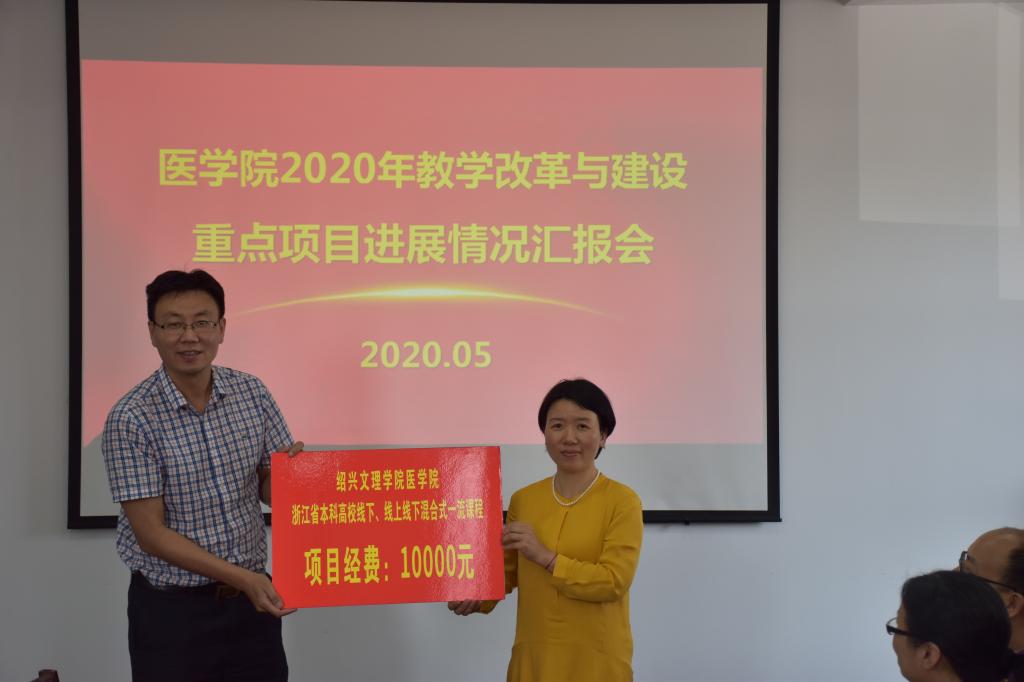 医学院2020年教学改革与建设
重点项目进展情况汇报会
2020.05
绍兴文理学院医学院
浙江省本科高校线下、线上线下混合式一流课程
项目经费：10000元